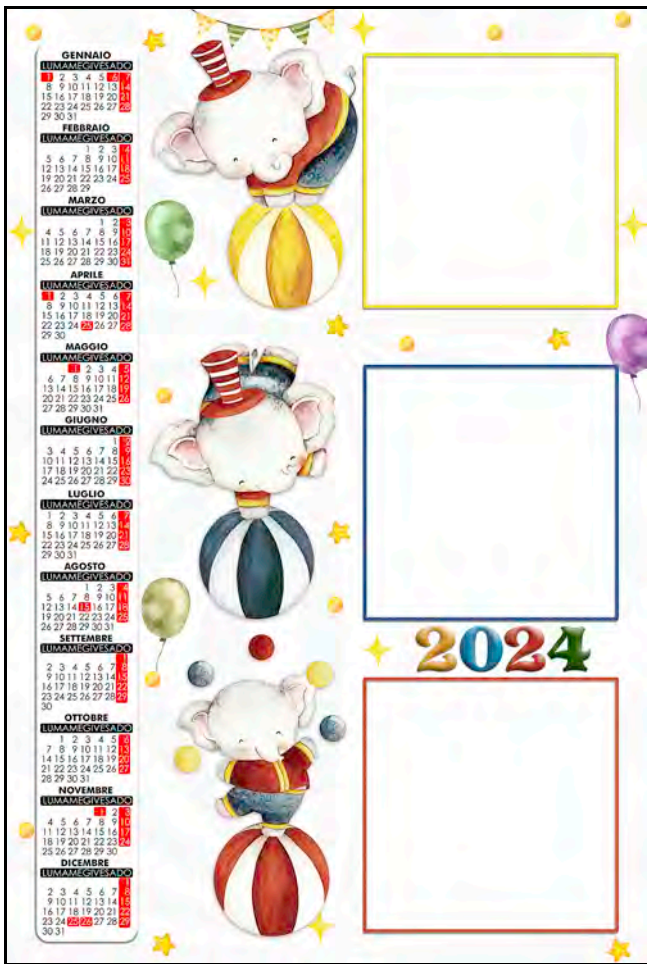 GENNAIO
LUMAMEGIVESADO
1 2 3 4 5 6 7
8 9 10 11 12 13 14
15 16 17 18 19 20 21
22 23 24 25 26 27 28
29 30 31
FEBBRAIO
LUMAMEGIVESADO
1 2 3 4
5 6 7 8 9 10 11
12 13 14 15 16 17 18
19 20 21 22 23 24 25
26 27 28 29
MARZO
LUMAMEGIVESADO
1 2 3
4 5 6 7 8 9 10
11 12 13 14 15 16 17
18 19 20 21 22 23 24
25 26 27 28 29 30 31
APRILE
LUMAMEGIVESADO
1 2 3 4 5 6 7
8 9 10 11 12 13 14
15 16 17 18 19 20 21
22 23 24 25 26 27 28
29 30
MAGGIO
LUMAMEGIVESADO
1 2 3 4 5
6 7 8 9 10 11 12
13 14 15 16 17 18 19
20 21 22 23 24 25 26
27 28 29 30 31
GIUGNO
LUMAMEGIVESADO
1 2
3 4 5 6 7 8 9
10 11 12 13 14 15 16
17 18 19 20 21 22 23
24 25 26 27 28 29 30
LUGLIO
LUMAMEGIVESADO
1 2 3 4 5 6 7
8 9 10 11 12 13 14
15 16 17 18 19 20 21
22 23 24 25 26 27 28
29 30 31
AGOSTO
LUMAMEGIVESADO
1 2 3 4
5 6 7 8 9 10 11
12 13 14 15 16 17 18
19 20 21 22 23 24 25
26 27 28 29 30 31
SETTEMBRE
LUMAMEGIVESADO
1
2 3 4 5 6 7 8
9 10 11 12 13 14 15
16 17 18 19 20 21 22
23 24 25 26 27 28 29
30
OTTOBRE
LUMAMEGIVESADO
1 2 3 4 5 6
7 8 9 10 11 12 13
14 15 16 17 18 19 20
21 22 23 24 25 26 27
28 29 30 31
NOVEMBRE
LUMAMEGIVESADO
1 2 3
4 5 6 7 8 9 10
11 12 13 14 15 16 17
18 19 20 21 22 23 24
25 26 27 28 29 30
DICEMBRE
LUMAMEGIVESADO
1
2 3 4 5 6 7 8
9 10 11 12 13 14 15
16 17 18 19 20 21 22
23 24 25 26 27 28 29
30 31
2024